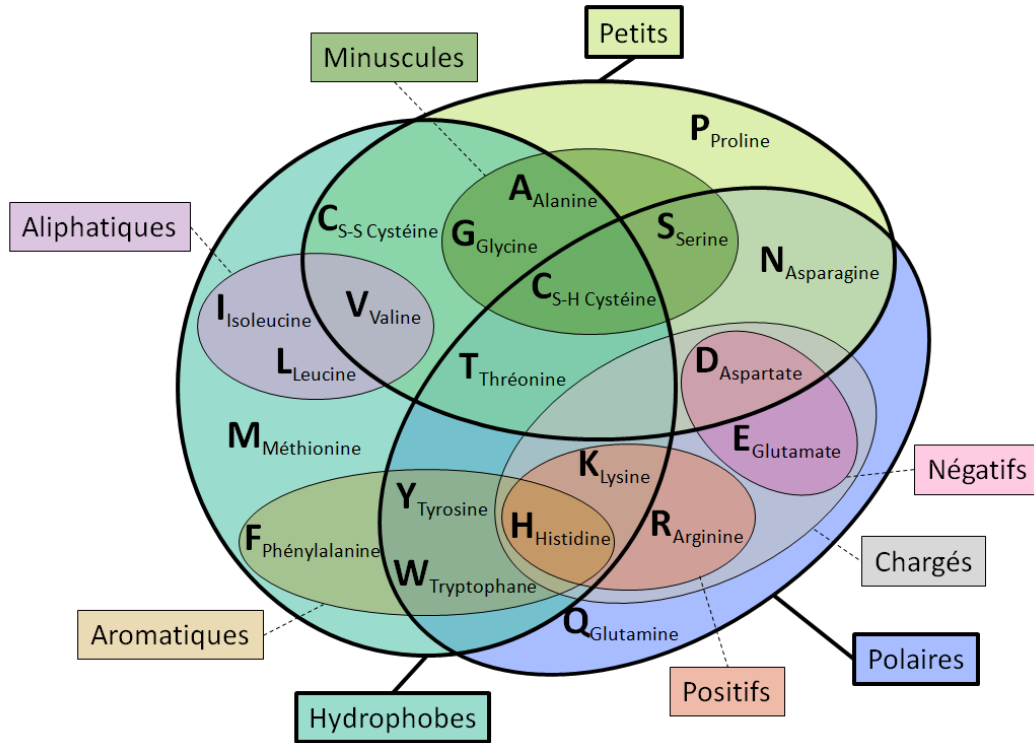 Petits
Minuscules
P Proline
A Alanine
C S-S Cystéine
S Serine
Aliphatiques
G Glycine
N Asparagine
C S-H Cystéine
I Isoleucine
V Valine
L Leucine
T Thréonine
D Aspartate
M Méthionine
E Glutamate
K Lysine
Négatifs
Y Tyrosine
F Phénylalanine
H Histidine
R Arginine
Chargés
W Tryptophane
Q Glutamine
Aromatiques
Polaires
Positifs
Hydrophobes